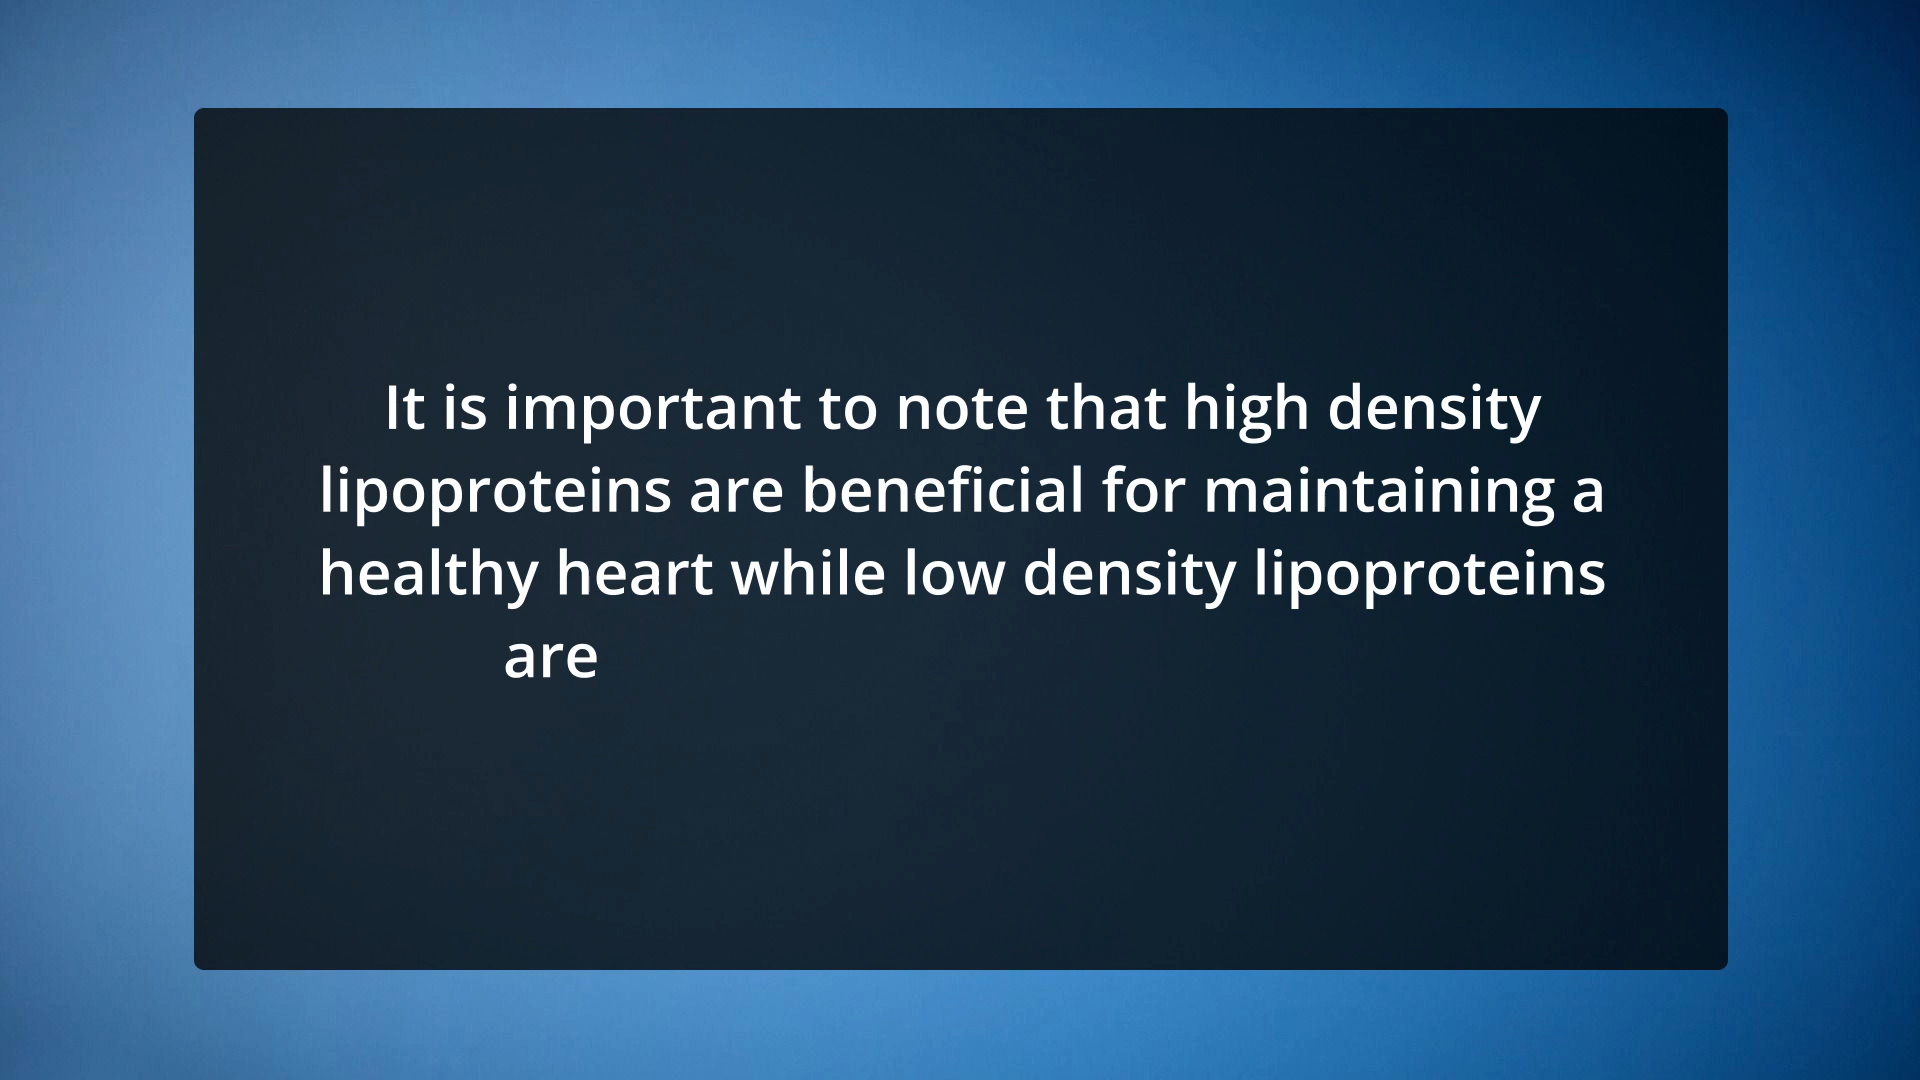 It is important to note that high density
lipoproteins are beneficial for maintaining a
healthy heart while low density lipoproteins
are